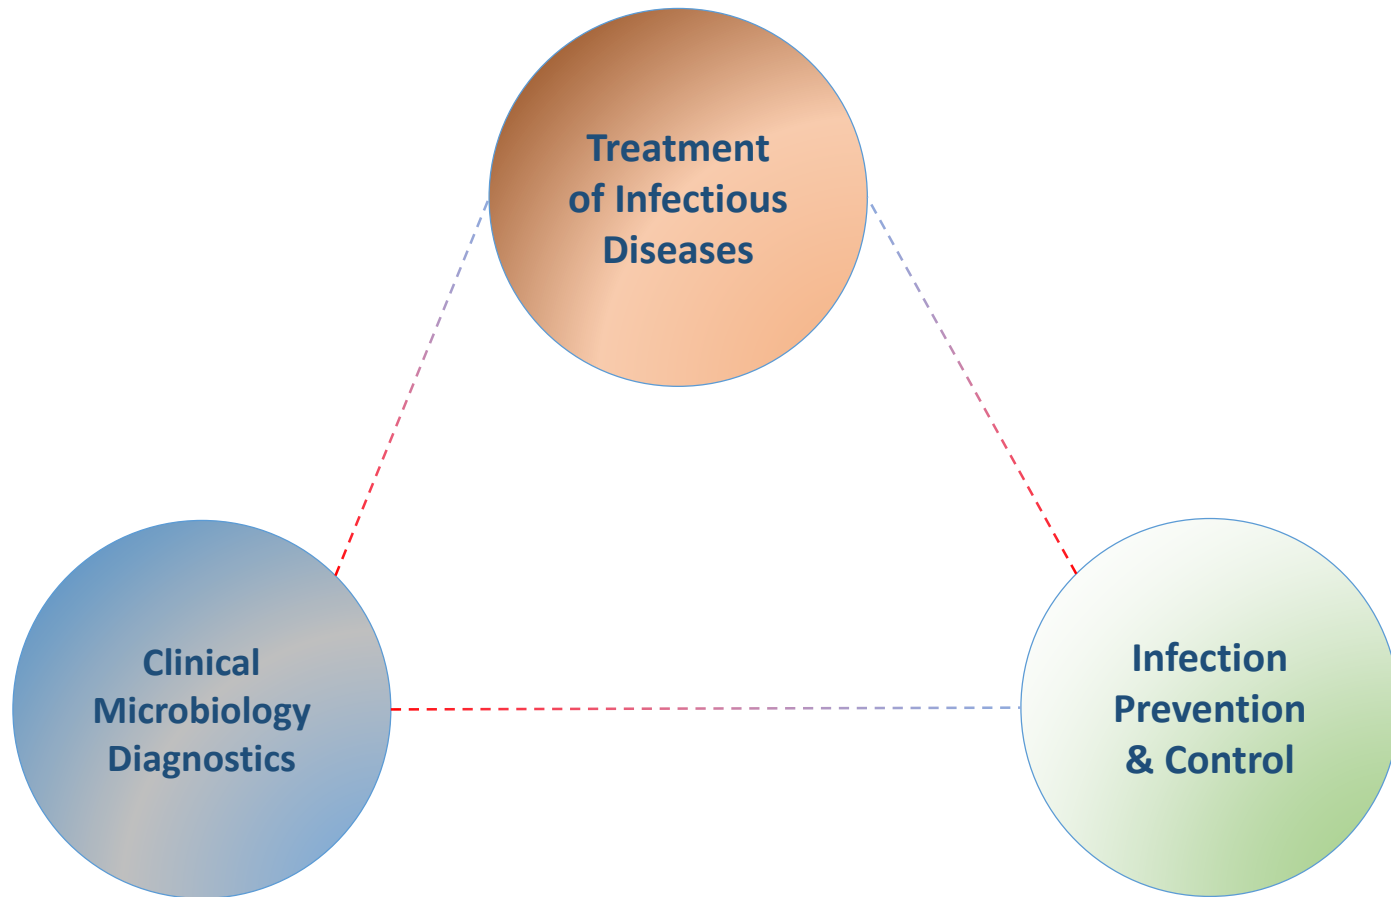 Treatment
of Infectious
Diseases
Clinical
Microbiology
Diagnostics
Infection
Prevention
& Control